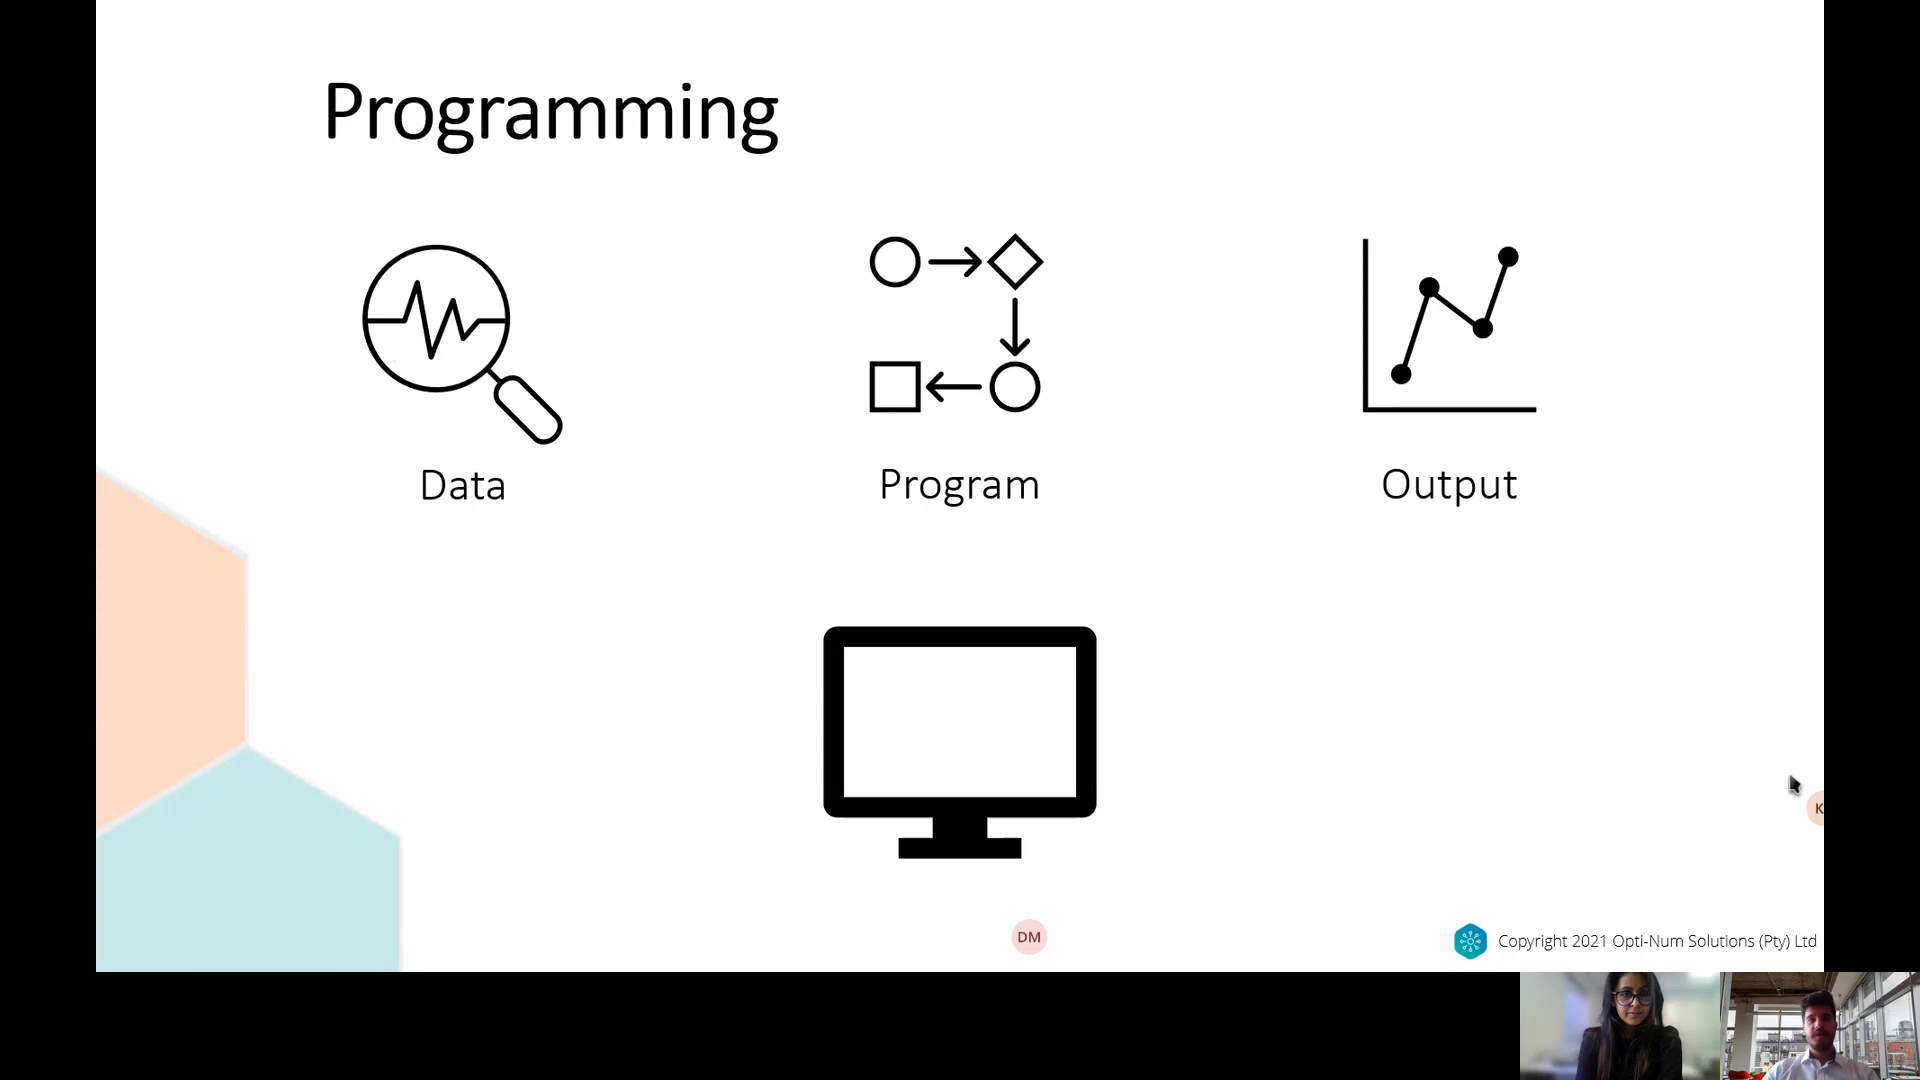 Programming
Data
Program
Output
K
DM
Copyright 2021 Opti-Num Solutions (Pty) Ltd